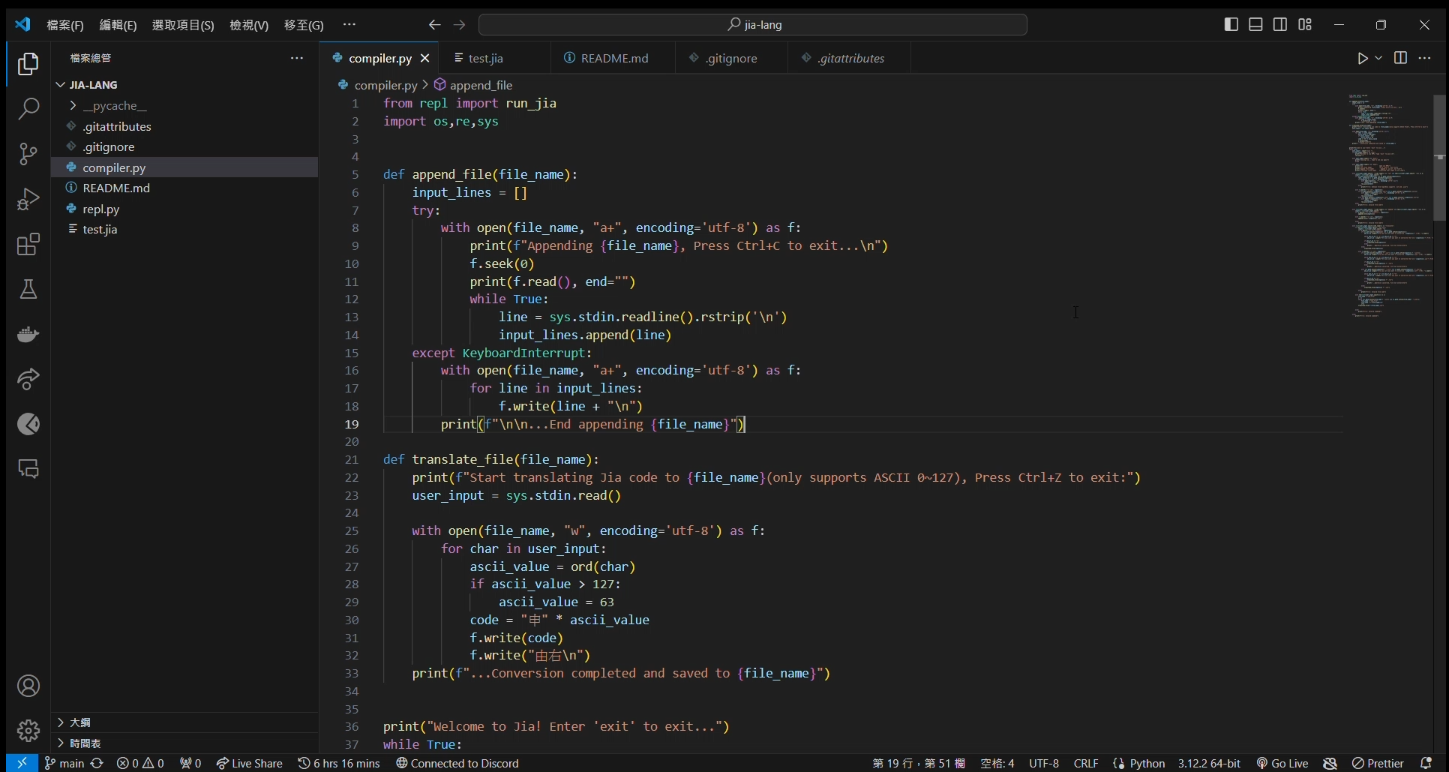 檔案(F) 編輯(E) 選取項目(S) 檢視(V) 移至(G) ···
jia-lang
檔案總管
JIA-LANG
__pycache__
.gitattributes
.gitignore
compiler.py
README.md
repl.py
test.jia
大綱
時間表
compiler.py test.jia README.md .gitignore .gitattributes
compiler.py > append_file
1 from repl import run_jia
2 import os,re,sys
3
4
5 def append_file(file_name):
6 input_lines = []
7 try:
8 with open(file_name, "a+", encoding='utf-8') as f:
9 print(f"Appending {file_name}, Press Ctrl+C to exit...\n")
10 f.seek(0)
11 print(f.read(), end="")
12 while True:
13 line = sys.stdin.readline().rstrip('\n')
14 input_lines.append(line)
15 except KeyboardInterrupt:
16 with open(file_name, "a+", encoding='utf-8') as f:
17 for line in input_lines:
18 f.write(line + "\n")
19 print(f"\n\n...End appending {file_name}")
20
21 def translate_file(file_name):
22 print(f"Start translating Jia code to {file_name}(only supports ASCII 0~127), Press Ctrl+Z to exit:")
23 user_input = sys.stdin.read()
24
25 with open(file_name, "w", encoding='utf-8') as f:
26 for char in user_input:
27 ascii_value = ord(char)
28 if ascii_value > 127:
29 ascii_value = 63
30 code = "申" * ascii_value
31 f.write(code)
32 f.write("由右\n")
33 print(f"...Conversion completed and saved to {file_name}")
34
35
36 print("Welcome to Jia! Enter 'exit' to exit...")
37 while True:
main 0 0 0 Live Share 6 hrs 16 mins Connected to Discord 第 19 行，第 51 欄 空格: 4 UTF-8 CRLF Python 3.12.2 64-bit Go Live Prettier